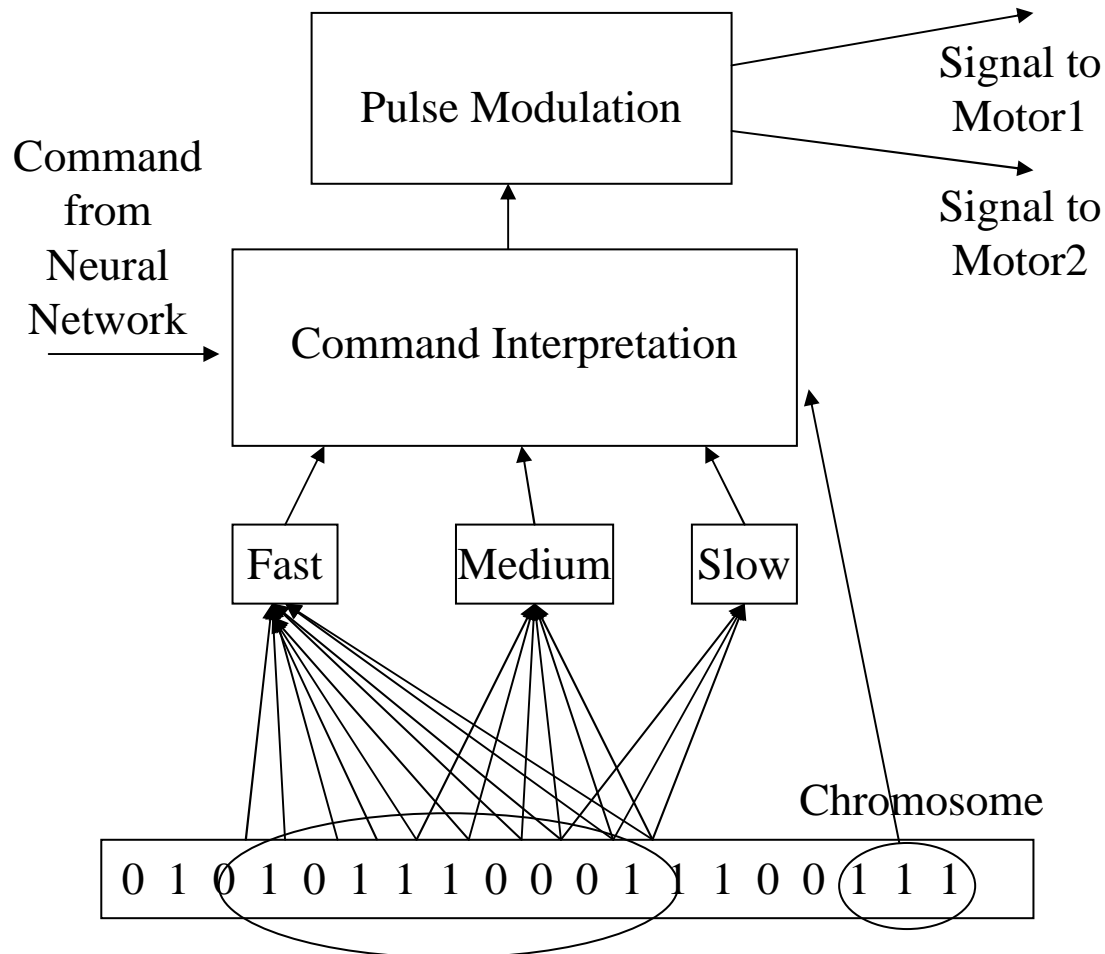 Pulse Modulation
Signal to
Motor1
Signal to
Motor2
Command
from
Neural
Network
Command Interpretation
Fast
Medium
Slow
Chromosome
0 1 0 1 0 1 1 1 0 0 0 1 1 1 0 0 1 1 1